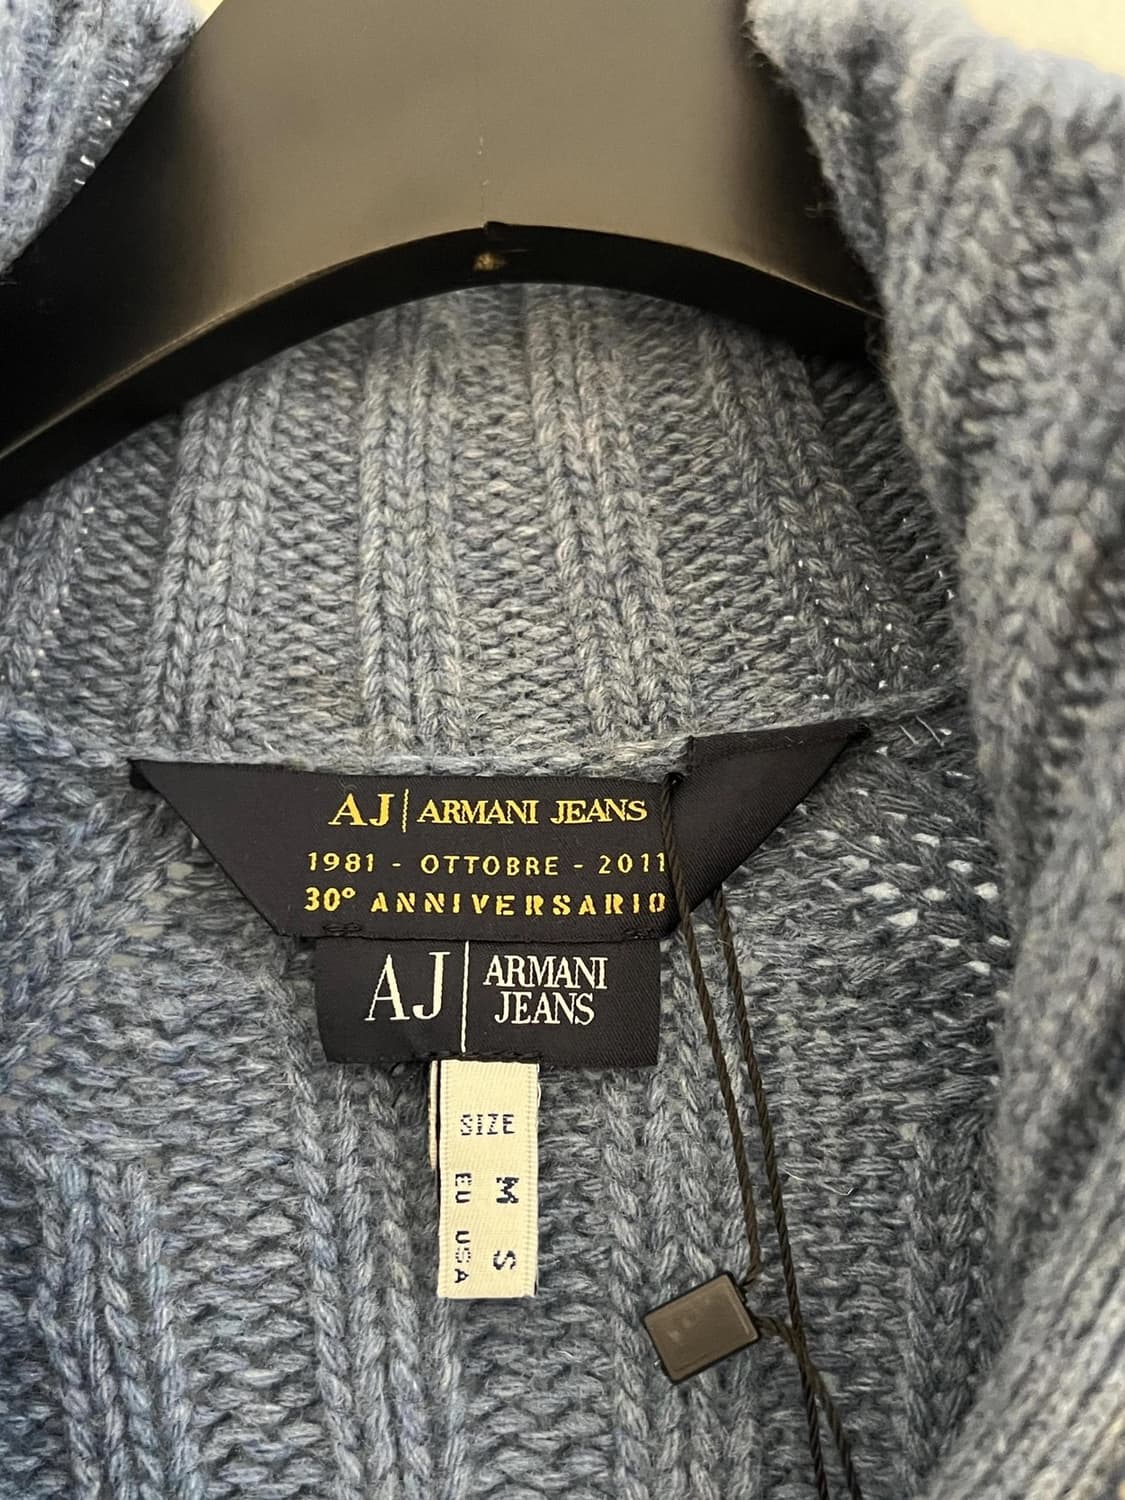 AJ | ARMANI JEANS
1981 - OTTOBRE - 2011
30° ANNIVERSARIO
AJ | ARMANI
JEANS
SIZE
M S
EU USA